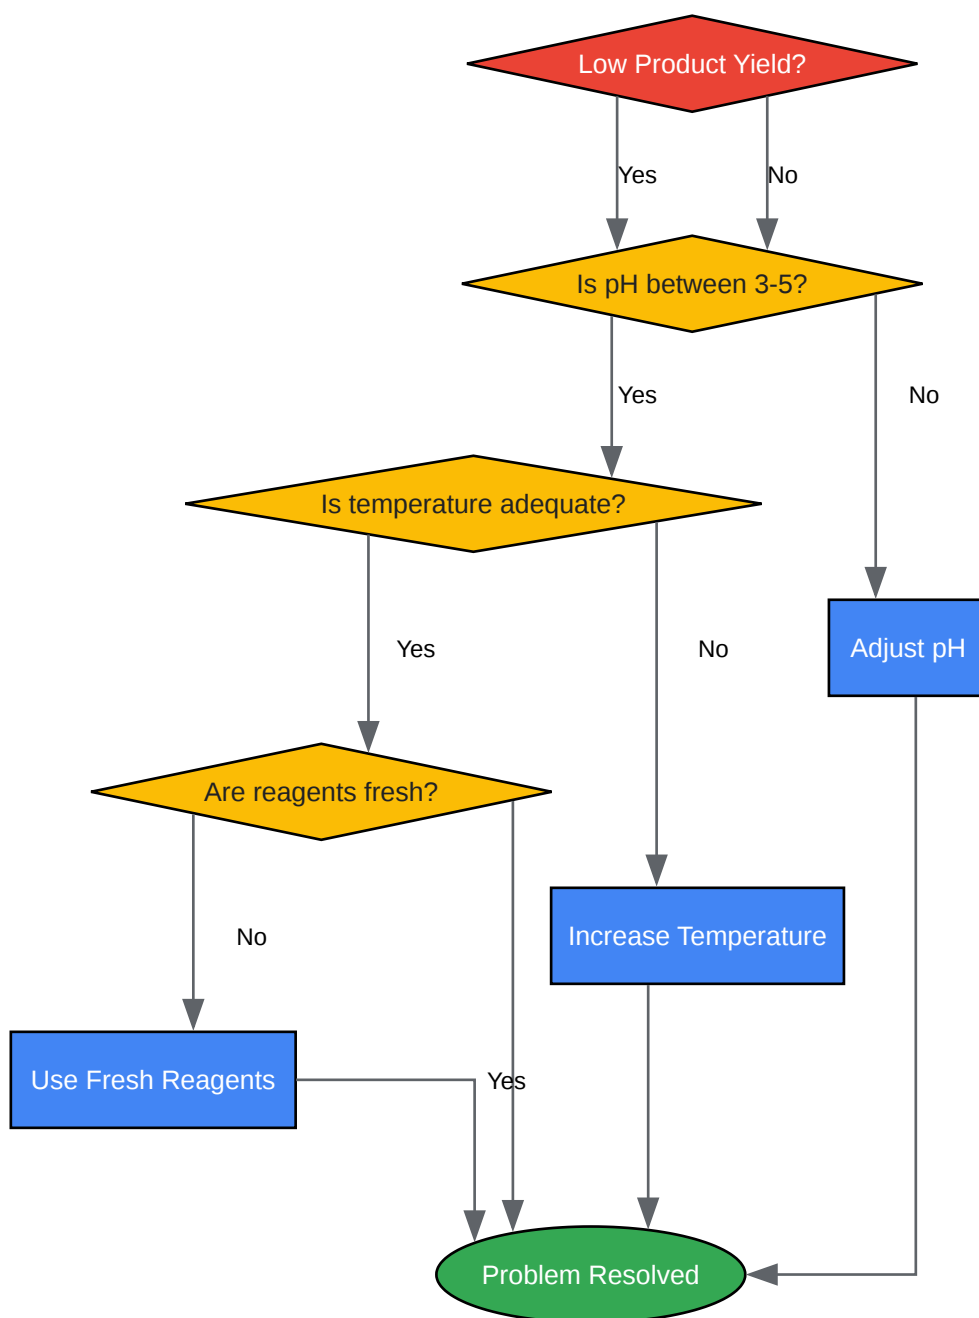 Low Product Yield?
Yes
No
Is pH between 3-5?
Yes
No
Is temperature adequate?
Yes
No
Adjust pH
Are reagents fresh?
No
Increase Temperature
Use Fresh Reagents
Yes
Problem Resolved